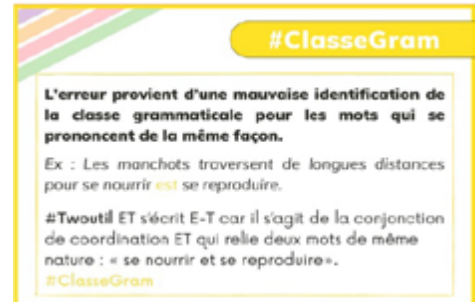 #ClasseGram
L'erreur provient d'une mauvaise identification de
la classe grammaticale pour les mots qui se
prononcent de la même façon.
Ex : Les manchots traversent de longues distances
pour se nourrir est se reproduire.
#Twoutil ET s'écrit E-T car il s'agit de la conjonction
de coordination ET qui relie deux mots de même
nature : « se nourrir et se reproduire».
#ClasseGram